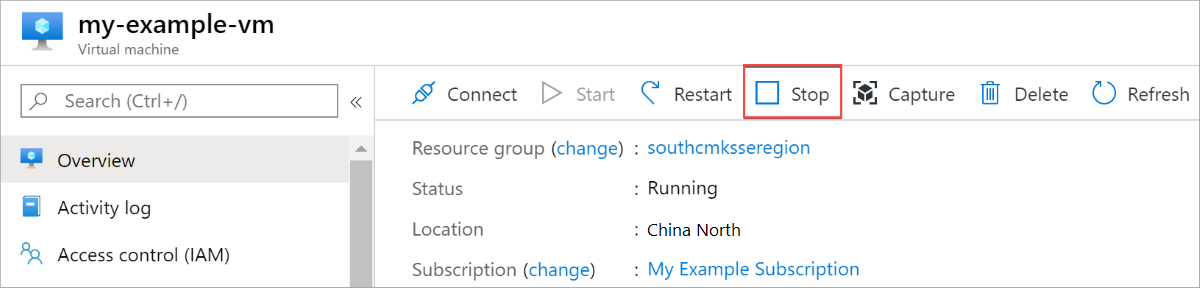 my-example-vm
Virtual machine
Search (Ctrl+/)
«
Overview
Activity log
Access control (IAM)
Connect Start Restart Stop Capture Delete Refresh
Resource group (change) : southcmksseregion
Status : Running
Location : China North
Subscription (change) : My Example Subscription